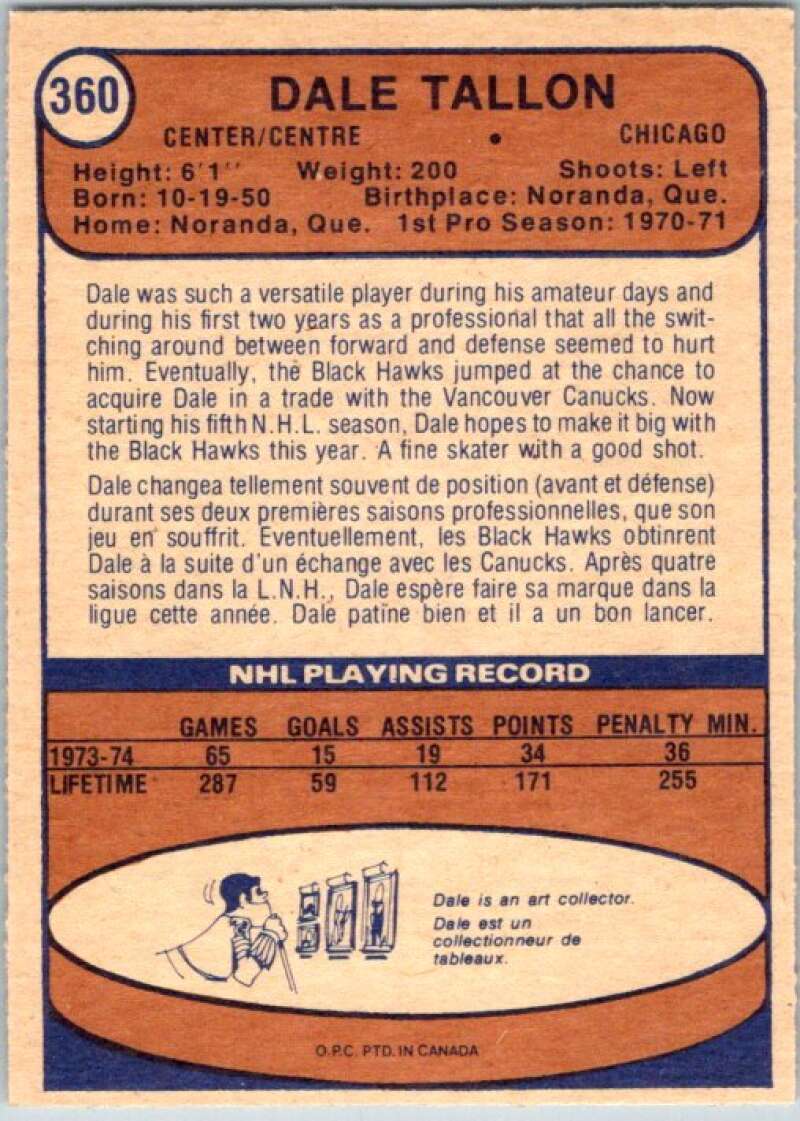 360
DALE TALLON
CENTER/CENTRE • CHICAGO
Height: 6'1" Weight: 200 Shoots: Left
Born: 10-19-50 Birthplace: Noranda, Que.
Home: Noranda, Que. 1st Pro Season: 1970-71
Dale was such a versatile player during his amateur days and
during his first two years as a professional that all the swit-
ching around between forward and defense seemed to hurt
him. Eventually, the Black Hawks jumped at the chance to
acquire Dale in a trade with the Vancouver Canucks. Now
starting his fifth N.H.L. season, Dale hopes to make it big with
the Black Hawks this year. A fine skater with a good shot.
Dale changea tellement souvent de position (avant et défense)
durant ses deux premières saisons professionnelles, que son
jeu en souffrit. Eventuellement, les Black Hawks obtinrent
Dale à la suite d'un échange avec les Canucks. Après quatre
saisons dans la L.N.H., Dale espère faire sa marque dans la
ligue cette année. Dale patine bien et il a un bon lancer.
NHL PLAYING RECORD
GAMES GOALS ASSISTS POINTS PENALTY MIN.
1973-74 65 15 19 34 36
LIFETIME 287 59 112 171 255
Dale is an art collector.
Dale est un
collectionneur de
tableaux.
O.P.C. PTD. IN CANADA